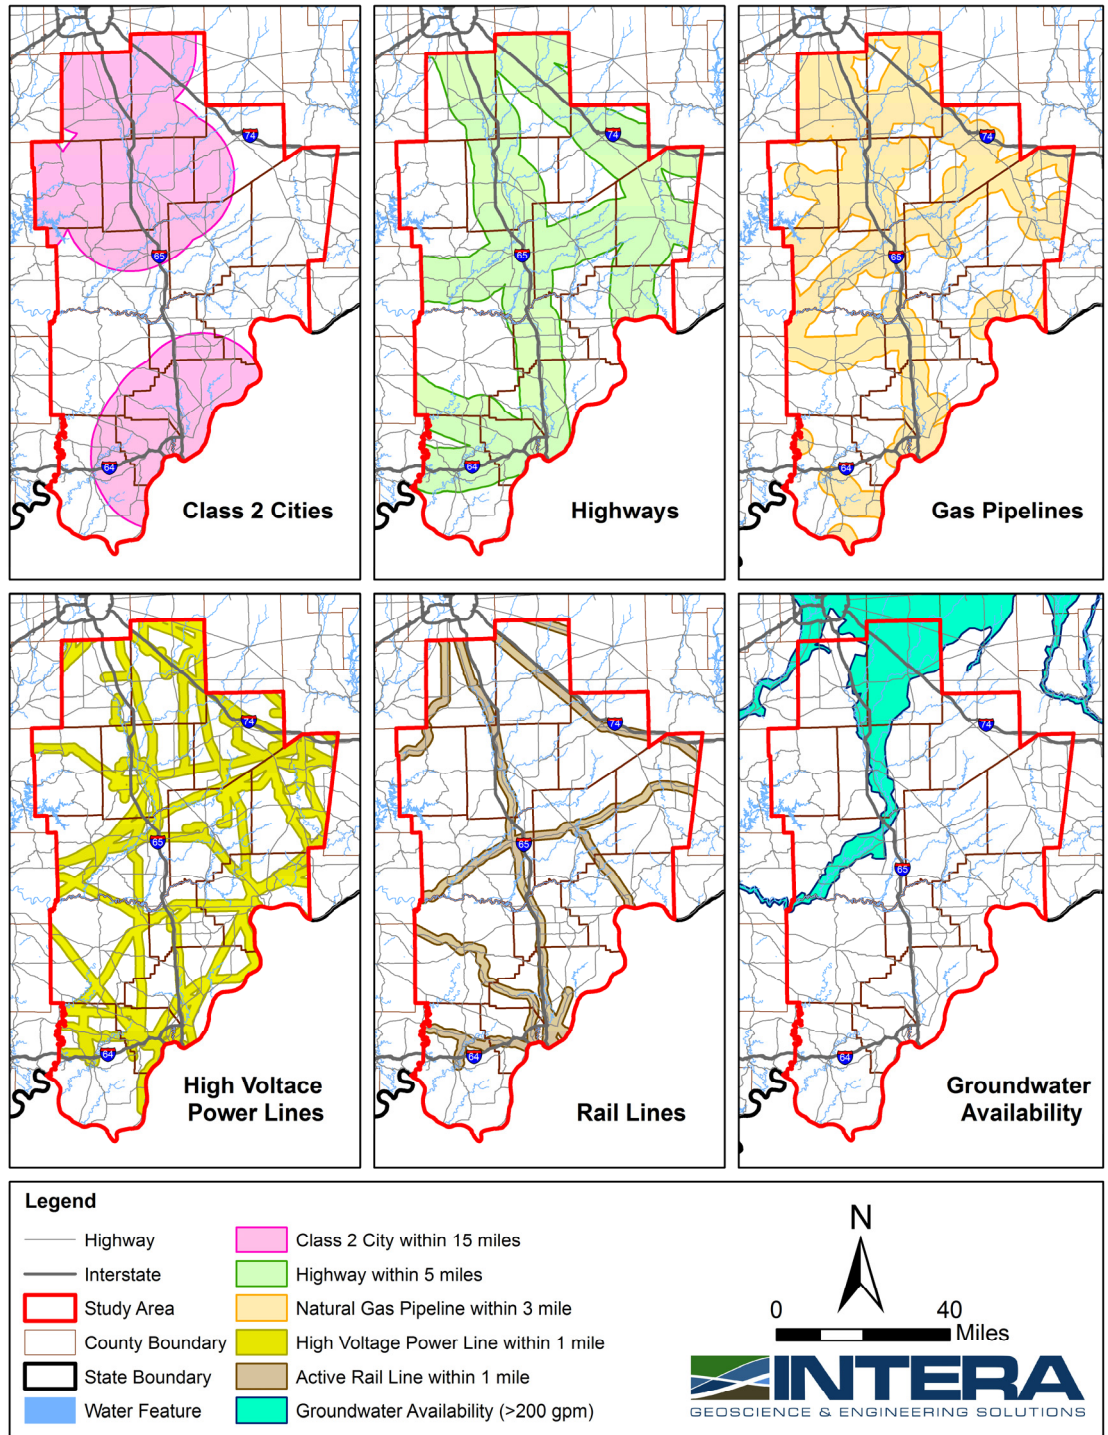 74
65
64
Class 2 Cities
74
65
64
Highways
74
65
64
Gas Pipelines
74
65
64
High Voltace
Power Lines
74
65
64
Rail Lines
74
65
64
Groundwater
Availability
Legend
Highway
Interstate
Study Area
County Boundary
State Boundary
Water Feature
Class 2 City within 15 miles
Highway within 5 miles
Natural Gas Pipeline within 3 mile
High Voltage Power Line within 1 mile
Active Rail Line within 1 mile
Groundwater Availability (>200 gpm)
N
0 40
Miles
INTERA
GEOSCIENCE & ENGINEERING SOLUTIONS